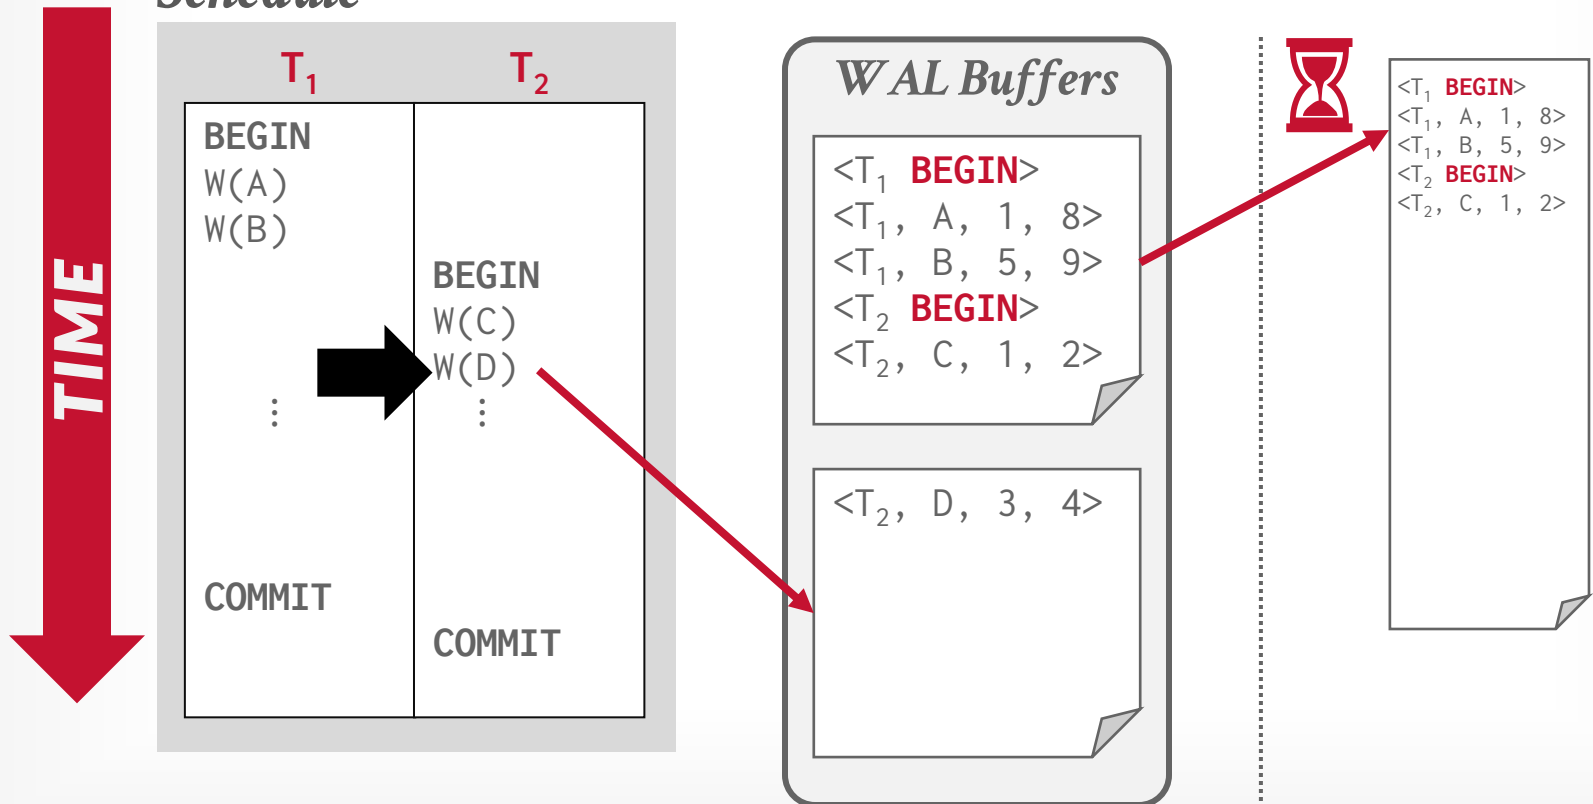 Schedule
TIME
T₁ T₂
BEGIN
W(A)
W(B)
BEGIN
W(C)
W(D)
⋮ ⋮
COMMIT
COMMIT
WAL Buffers
<T₁ BEGIN>
<T₁, A, 1, 8>
<T₁, B, 5, 9>
<T₂ BEGIN>
<T₂, C, 1, 2>
<T₂, D, 3, 4>
<T₁ BEGIN>
<T₁, A, 1, 8>
<T₁, B, 5, 9>
<T₂ BEGIN>
<T₂, C, 1, 2>